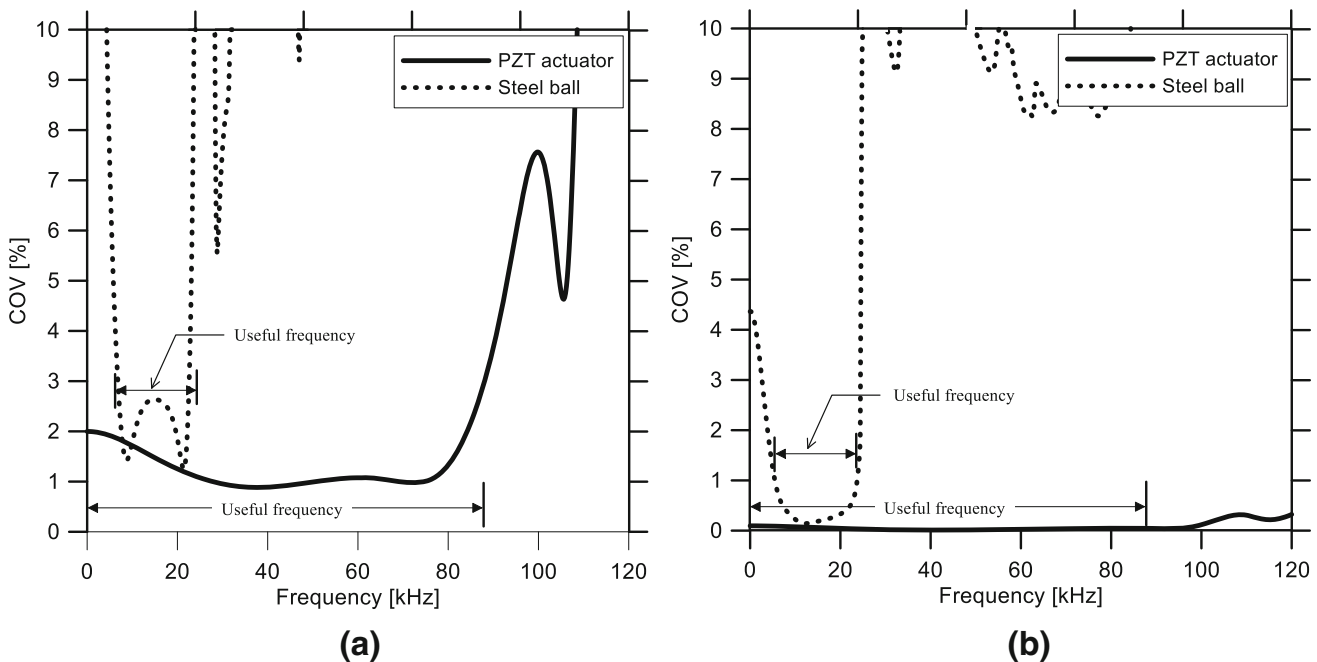 10
9
8
7
6
5
4
3
2
1
0
COV [%]
PZT actuator
Steel ball
Useful frequency
Useful frequency
0 20 40 60 80 100 120
Frequency [kHz]
(a)
10
9
8
7
6
5
4
3
2
1
0
COV [%]
PZT actuator
Steel ball
Useful frequency
Useful frequency
0 20 40 60 80 100 120
Frequency [kHz]
(b)